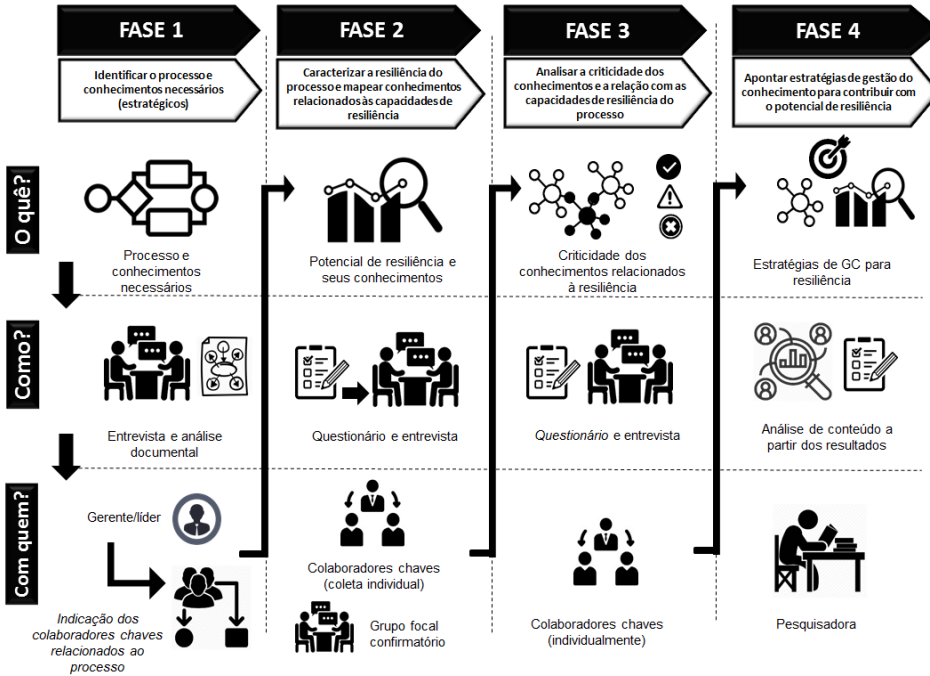 FASE 1
FASE 2
FASE 3
FASE 4
Identificar o processo e
conhecimentos necessários
(estratégicos)
Caracterizar a resiliência do
processo e mapear conhecimentos
relacionados às capacidades de
resiliência
Analisar a criticidade dos
conhecimentos e a relação com as
capacidades de resiliência do
processo
Apontar estratégias de gestão do
conhecimento para contribuir com
o potencial de resiliência
O quê?
Processo e
conhecimentos
necessários
Potencial de resiliência e
seus conhecimentos
Criticidade dos
conhecimentos relacionados
à resiliência
Estratégias de GC para
resiliência
Como?
Entrevista e análise
documental
Questionário e entrevista
Questionário e entrevista
Análise de conteúdo a
partir dos resultados
Com quem?
Gerente/líder
Indicação dos
colaboradores chaves
relacionados ao
processo
Colaboradores chaves
(coleta individual)
Grupo focal
confirmatório
Colaboradores chaves
(individualmente)
Pesquisadora